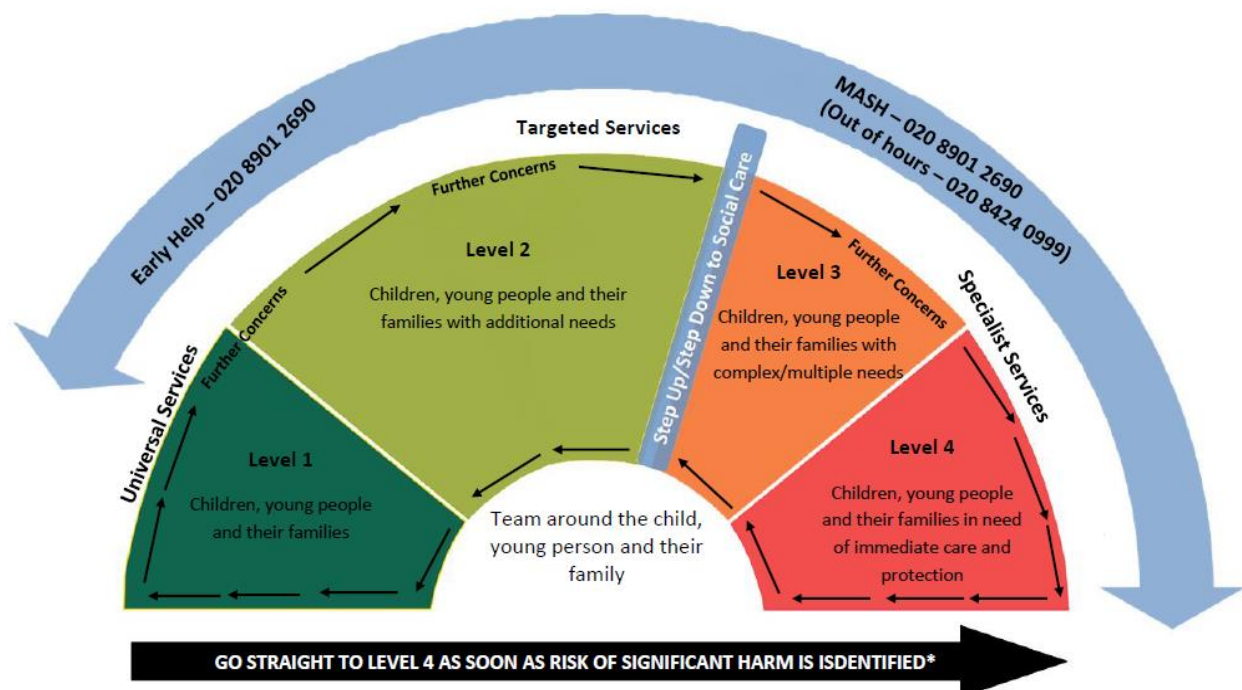 Early Help – 020 8901 2690
MASH – 020 8901 2690
(Out of hours – 020 8424 0999)
Targeted Services
Universal Services
Specialist Services
Further Concerns
Further Concerns
Further Concerns
Step Up/Step Down to Social Care
Level 1
Children, young people
and their families
Level 2
Children, young people and their
families with additional needs
Level 3
Children, young people
and their families with
complex/multiple needs
Level 4
Children, young people
and their families in need
of immediate care and
protection
Team around the child,
young person and their
family
GO STRAIGHT TO LEVEL 4 AS SOON AS RISK OF SIGNIFICANT HARM IS ISDENTIFIED*